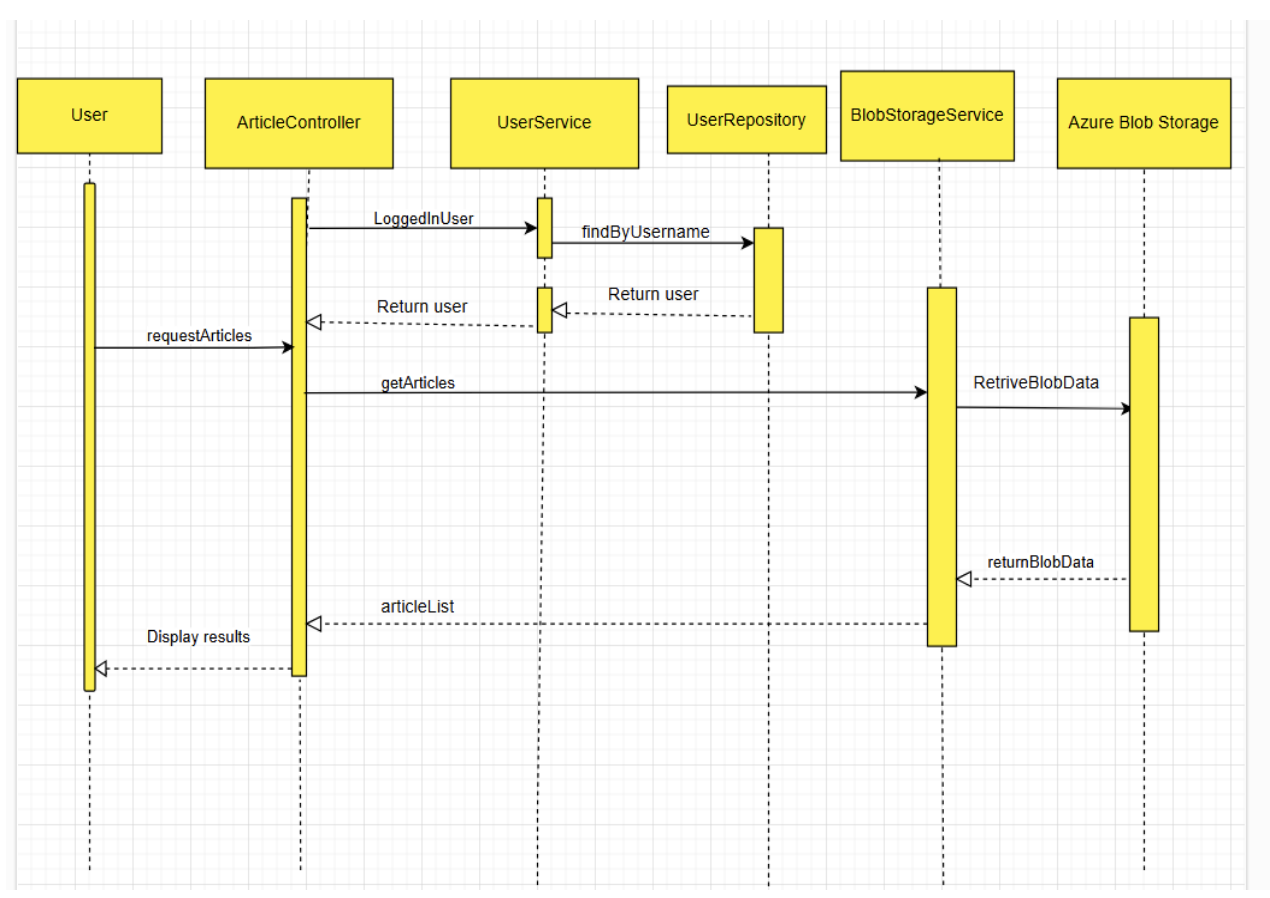 User
ArticleController
UserService
UserRepository
BlobStorageService
Azure Blob Storage
LoggedInUser
findByUsername
Return user
Return user
requestArticles
getArticles
RetriveBlobData
returnBlobData
articleList
Display results